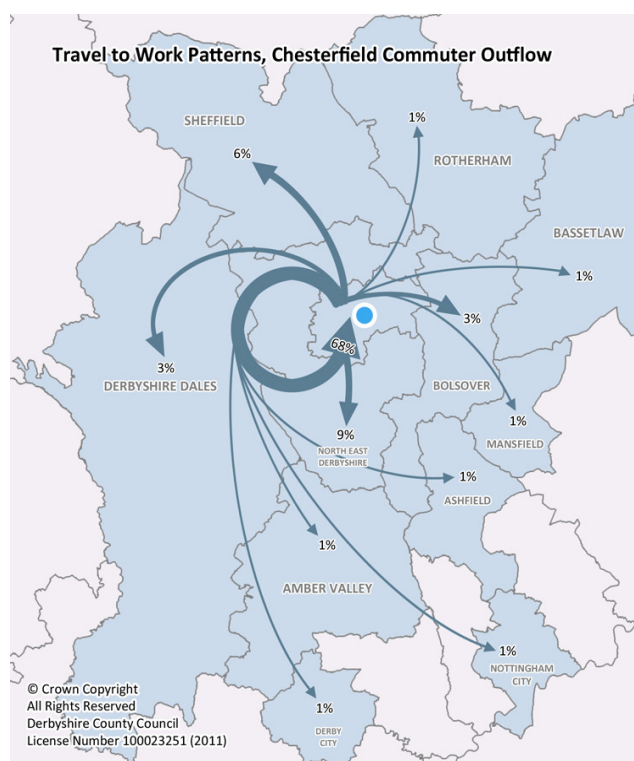 Travel to Work Patterns, Chesterfield Commuter Outflow
SHEFFIELD
1%
6%
ROTHERHAM
BASSETLAW
1%
3%
68%
3%
DERBYSHIRE DALES
BOLSOVER
1%
9%
MANSFIELD
NORTH EAST
DERBYSHIRE
1%
ASHFIELD
1%
AMBER VALLEY
1%
NOTTINGHAM
CITY
1%
DERBY
CITY
© Crown Copyright
All Rights Reserved
Derbyshire County Council
License Number 100023251 (2011)